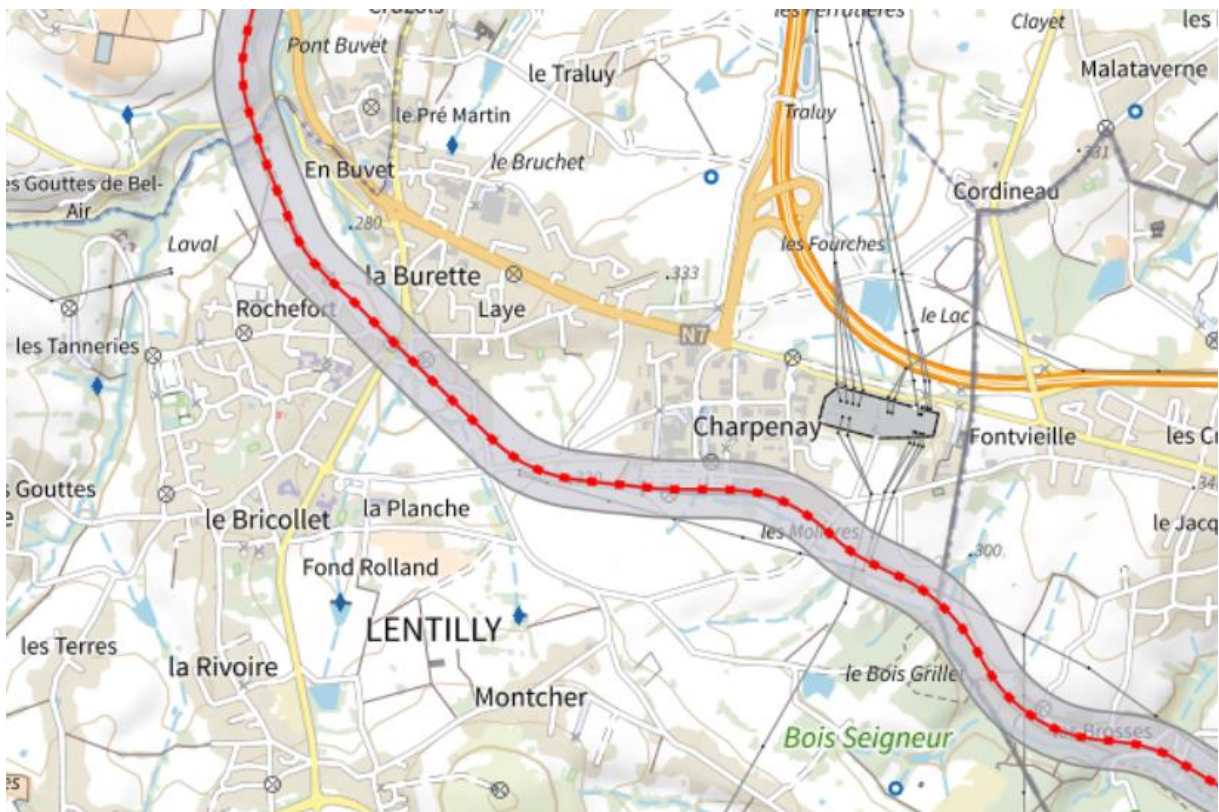 Pont Buvet
le Traluy
Clayet
les
Malataverne
le Pré Martin
Traluy
331
le Bruchet
En Buvet
Gouttes de Bel-
Air
Cordineau
280
Laval
les Fourches
la Burette
333
Rochefort
Laye
le Lac
les Tanneries
N7
Charpenay
Fontvieille
les Cr
Gouttes
la Planche
le Bricollet
le Jacq
les Molières
300
Fond Rolland
LENTILLY
les Terres
la Rivoire
le Bois Grillet
Montcher
Brosses
Bois Seigneur
es